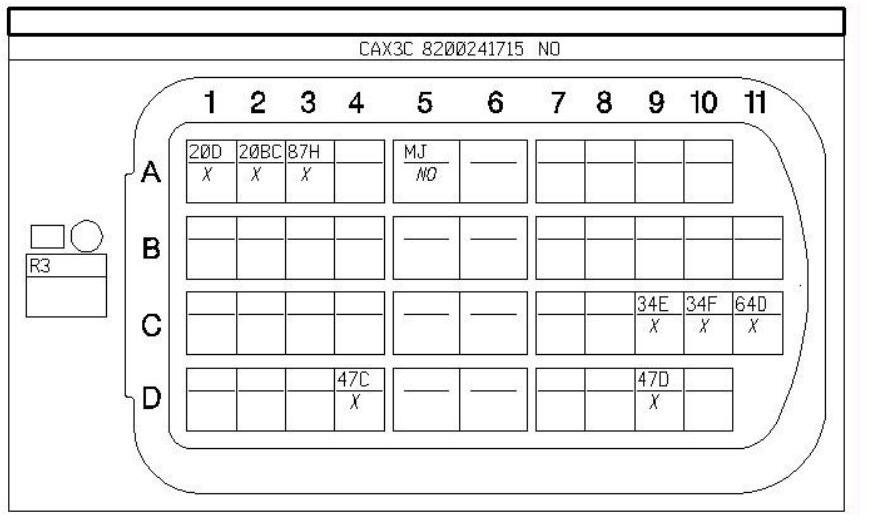 CAX3C 8200241715 NO
1 2 3 4 5 6 7 8 9 10 11
A 20D 20BC 87H MJ
X X X NO
B
R3
C 34E 34F 64D
X X X
D 47C 47D
X X